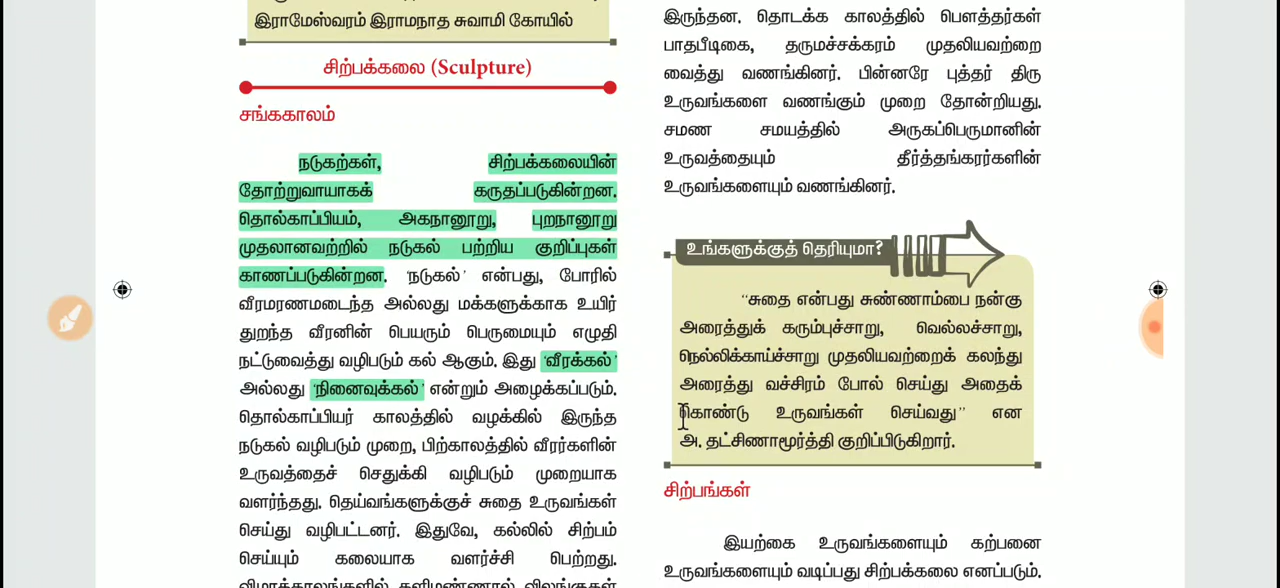 இராமேஸ்வரம் இராமநாத சுவாமி கோயில்
சிற்பக்கலை (Sculpture)
சங்ககாலம்
நடுகற்கள், சிற்பக்கலையின்
தோற்றுவாயாகக் கருதப்படுகின்றன.
தொல்காப்பியம், அகநானூறு, புறநானூறு
முதலானவற்றில் நடுகல் பற்றிய குறிப்புகள்
காணப்படுகின்றன. 'நடுகல்' என்பது, போரில்
வீரமரணமடைந்த அல்லது மக்களுக்காக உயிர்
துறந்த வீரனின் பெயரும் பெருமையும் எழுதி
நட்டுவைத்து வழிபடும் கல் ஆகும். இது 'வீரக்கல்'
அல்லது 'நினைவுக்கல்' என்றும் அழைக்கப்படும்.
தொல்காப்பியர் காலத்தில் வழக்கில் இருந்த
நடுகல் வழிபடும் முறை, பிற்காலத்தில் வீரர்களின்
உருவத்தைச் செதுக்கி வழிபடும் முறையாக
வளர்ந்தது. தெய்வங்களுக்குச் சுதை உருவங்கள்
செய்து வழிபட்டனர். இதுவே, கல்லில் சிற்பம்
செய்யும் கலையாக வளர்ச்சி பெற்றது.
இருந்தன. தொடக்க காலத்தில் பௌத்தர்கள்
பாதபீடிகை, தருமச்சக்கரம் முதலியவற்றை
வைத்து வணங்கினர். பின்னரே புத்தர் திரு
உருவங்களை வணங்கும் முறை தோன்றியது.
சமண சமயத்தில் அருகப்பெருமானின்
உருவத்தையும் தீர்த்தங்கரர்களின்
உருவங்களையும் வணங்கினர்.
உங்களுக்குத் தெரியுமா?
"சுதை என்பது சுண்ணாம்பை நன்கு
அரைத்துக் கரும்புச்சாறு, வெல்லச்சாறு,
நெல்லிக்காய்ச்சாறு முதலியவற்றைக் கலந்து
அரைத்து வச்சிரம் போல் செய்து அதைக்
கொண்டு உருவங்கள் செய்வது" என
அ. தட்சிணாமூர்த்தி குறிப்பிடுகிறார்.
சிற்பங்கள்
இயற்கை உருவங்களையும் கற்பனை
உருவங்களையும் வடிப்பது சிற்பக்கலை எனப்படும்.